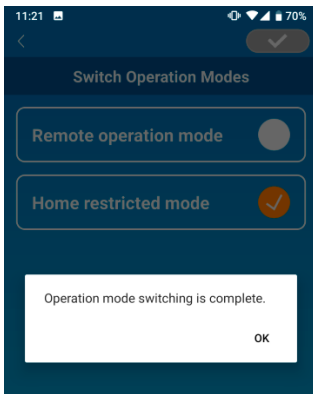 11:21 70%
Switch Operation Modes
Remote operation mode
Home restricted mode
Operation mode switching is complete.
OK